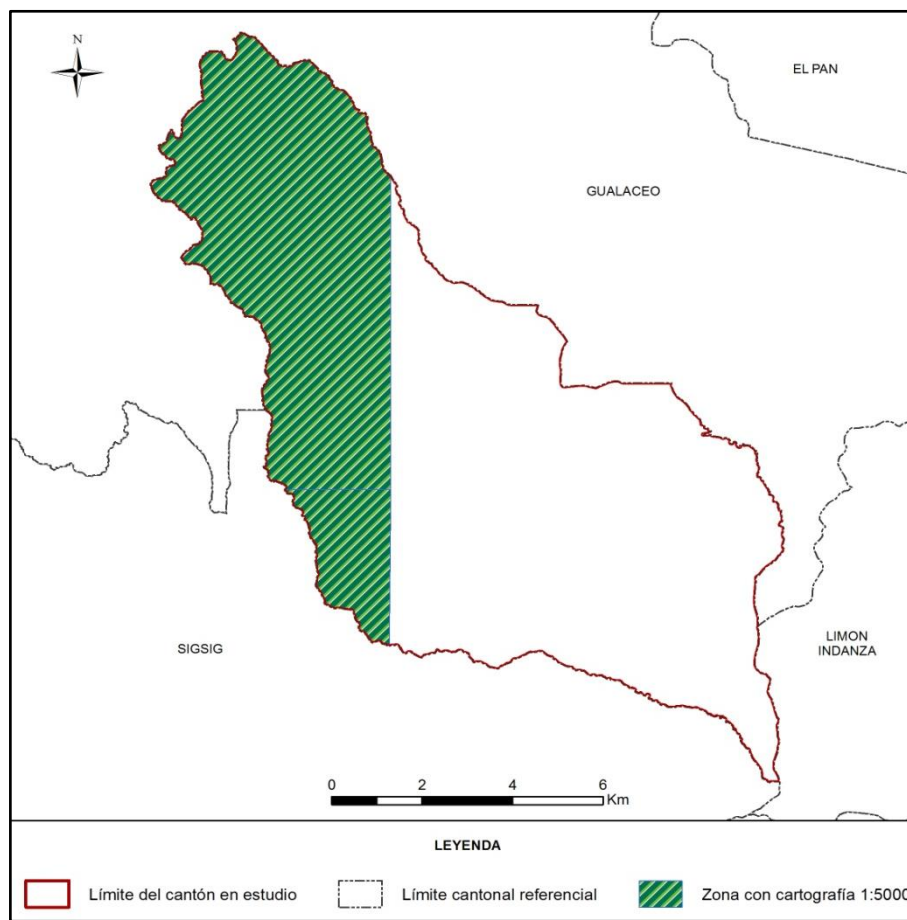 N
EL PAN
GUALACEO
SIGSIG
LIMON
INDANZA
0 2 4 6
Km
LEYENDA
Límite del cantón en estudio Límite cantonal referencial Zona con cartografía 1:5000